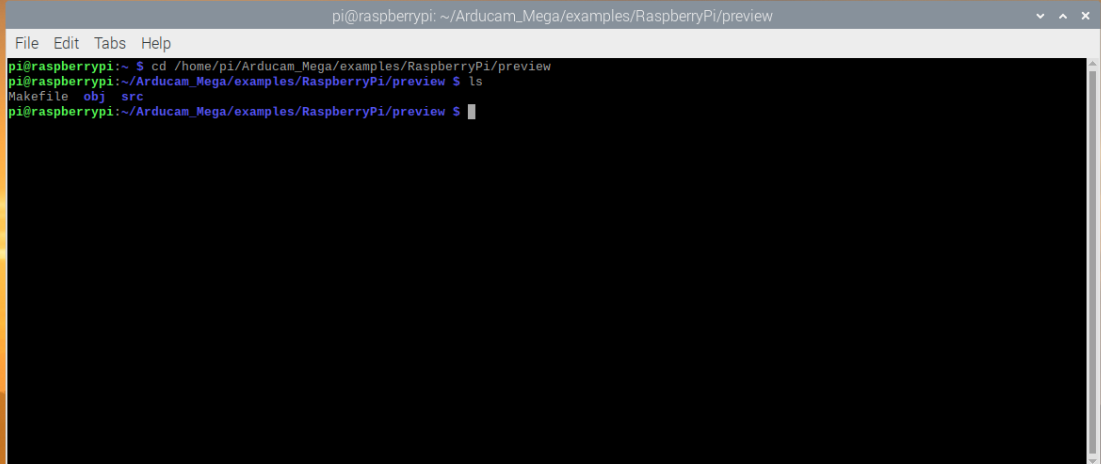 pi@raspberrypi: ~/Arducam_Mega/examples/RaspberryPi/preview
File Edit Tabs Help
pi@raspberrypi:~ $ cd /home/pi/Arducam_Mega/examples/RaspberryPi/preview
pi@raspberrypi:~/Arducam_Mega/examples/RaspberryPi/preview $ ls
Makefile obj src
pi@raspberrypi:~/Arducam_Mega/examples/RaspberryPi/preview $